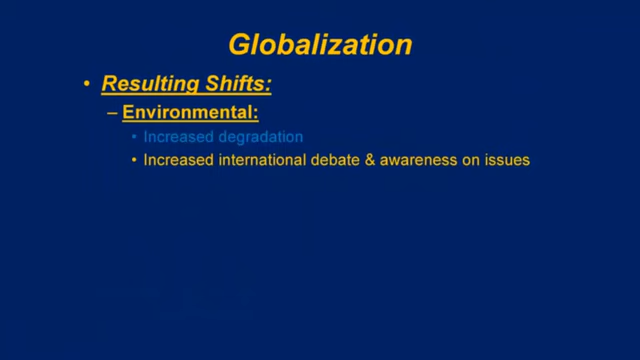 Globalization
• Resulting Shifts:
– Environmental:
• Increased degradation
• Increased international debate & awareness on issues